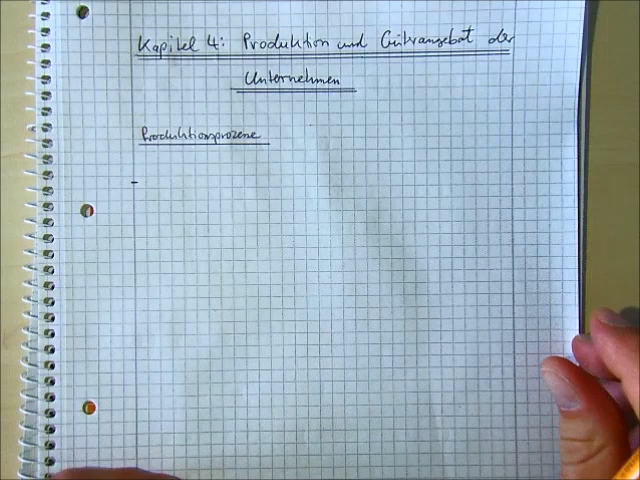 Kapitel 4: Produktion und Güterangebot der
Unternehmen
Produktionsprozesse
-